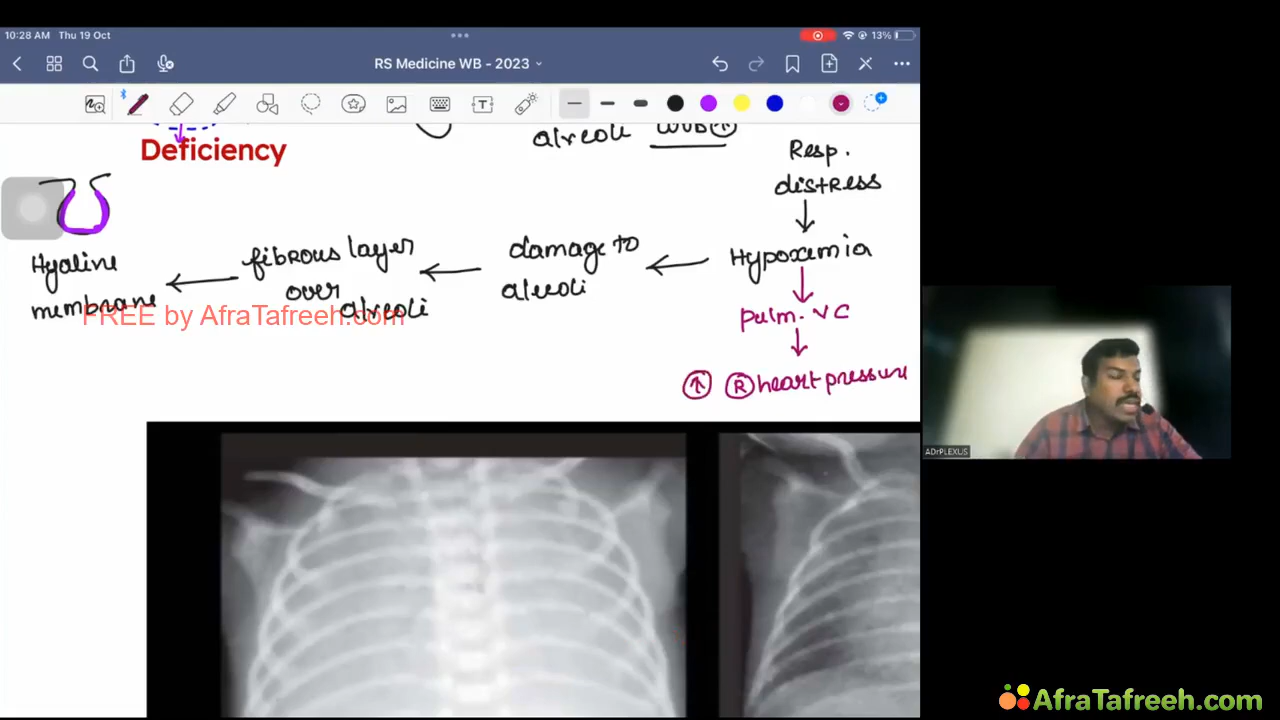 10:28 AM Thu 19 Oct
13%
RS Medicine WB - 2023
alveoli WOB↑
Deficiency
Resp.
distress
Hypoxemia
damage to
alveoli
fibrous layer
over
alveoli
Hyaline
membrane
FREE by AfraTafreeh.com
pulm. VC
↑ R heart pressure
ADrPLEXUS
AfraTafreeh.com